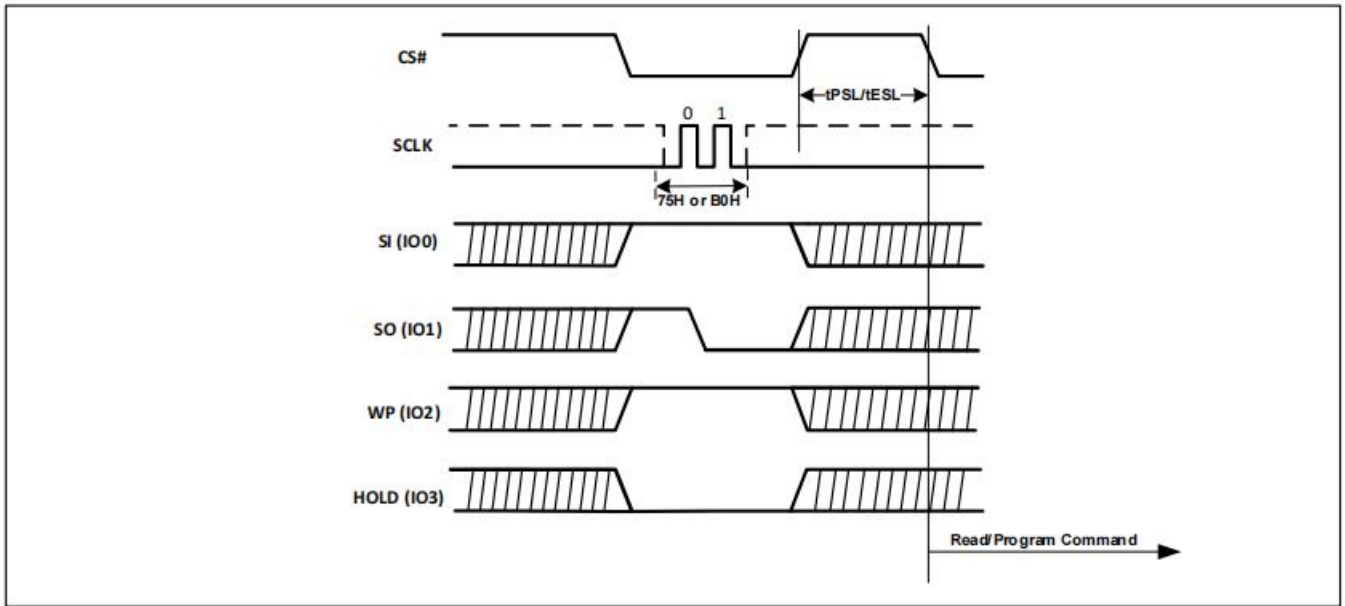 CS#
tPSL/tESL
0 1
SCLK
75H or B0H
SI (IO0)
SO (IO1)
WP (IO2)
HOLD (IO3)
Read/Program Command